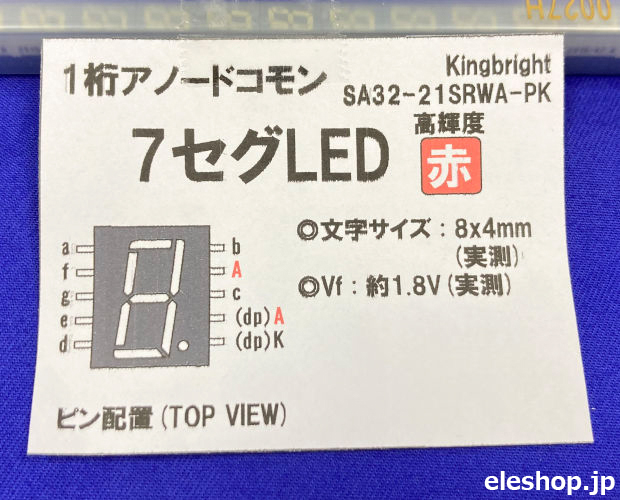 0027H
1桁アノードコモン
Kingbright
SA32-21SRWA-PK
7セグLED
高輝度
赤
◎文字サイズ：8x4mm
(実測)
◎Vf：約1.8V(実測)
a b
f A
g c
e (dp)A
d (dp)K
ピン配置(TOP VIEW)
eleshop.jp